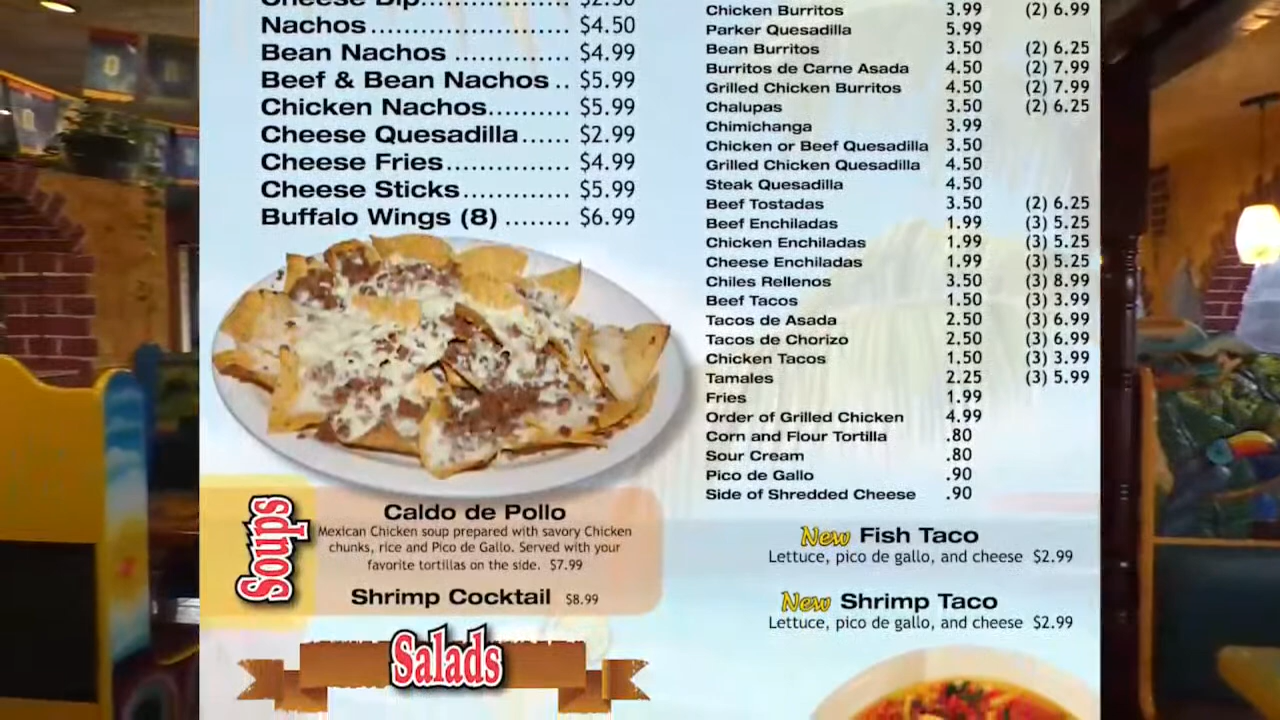 Cheese Dip.................... $2.50
Nachos........................ $4.50
Bean Nachos .............. $4.99
Beef & Bean Nachos .. $5.99
Chicken Nachos.......... $5.99
Cheese Quesadilla...... $2.99
Cheese Fries............... $4.99
Cheese Sticks............. $5.99
Buffalo Wings (8) ........ $6.99
Soups
Caldo de Pollo
Mexican Chicken soup prepared with savory Chicken
chunks, rice and Pico de Gallo. Served with your
favorite tortillas on the side. $7.99
Shrimp Cocktail $8.99
Salads
Chicken Burritos 3.99 (2) 6.99
Parker Quesadilla 5.99
Bean Burritos 3.50 (2) 6.25
Burritos de Carne Asada 4.50 (2) 7.99
Grilled Chicken Burritos 4.50 (2) 7.99
Chalupas 3.50 (2) 6.25
Chimichanga 3.99
Chicken or Beef Quesadilla 3.50
Grilled Chicken Quesadilla 4.50
Steak Quesadilla 4.50
Beef Tostadas 3.50 (2) 6.25
Beef Enchiladas 1.99 (3) 5.25
Chicken Enchiladas 1.99 (3) 5.25
Cheese Enchiladas 1.99 (3) 5.25
Chiles Rellenos 3.50 (3) 8.99
Beef Tacos 1.50 (3) 3.99
Tacos de Asada 2.50 (3) 6.99
Tacos de Chorizo 2.50 (3) 6.99
Chicken Tacos 1.50 (3) 3.99
Tamales 2.25 (3) 5.99
Fries 1.99
Order of Grilled Chicken 4.99
Corn and Flour Tortilla .80
Sour Cream .80
Pico de Gallo .90
Side of Shredded Cheese .90
New Fish Taco
Lettuce, pico de gallo, and cheese $2.99
New Shrimp Taco
Lettuce, pico de gallo, and cheese $2.99